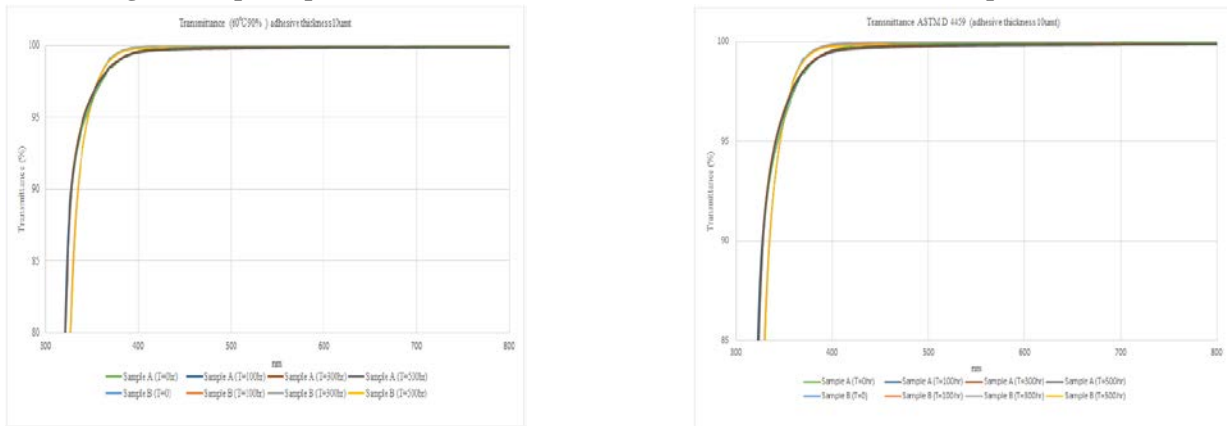 Transmittance (60°C/90% ) adhesive thickness10umt
100
95
90
85
80
300 400 500 600 700 800
Transmittance (%)
nm
Sample A (T=0hr) Sample A (T=100hr) Sample A (T=300hr) Sample A (T=500hr)
Sample B (T=0) Sample B (T=100hr) Sample B (T=300hr) Sample B (T=500hr)
Transmittance ASTM D 4459 (adhesive thickness 10umt)
100
95
90
85
300 400 500 600 700 800
Transmittance (%)
nm
Sample A (T=0hr) Sample A (T=100hr) Sample A (T=300hr) Sample A (T=500hr)
Sample B (T=0) Sample B (T=100hr) Sample B (T=300hr) Sample B (T=500hr)